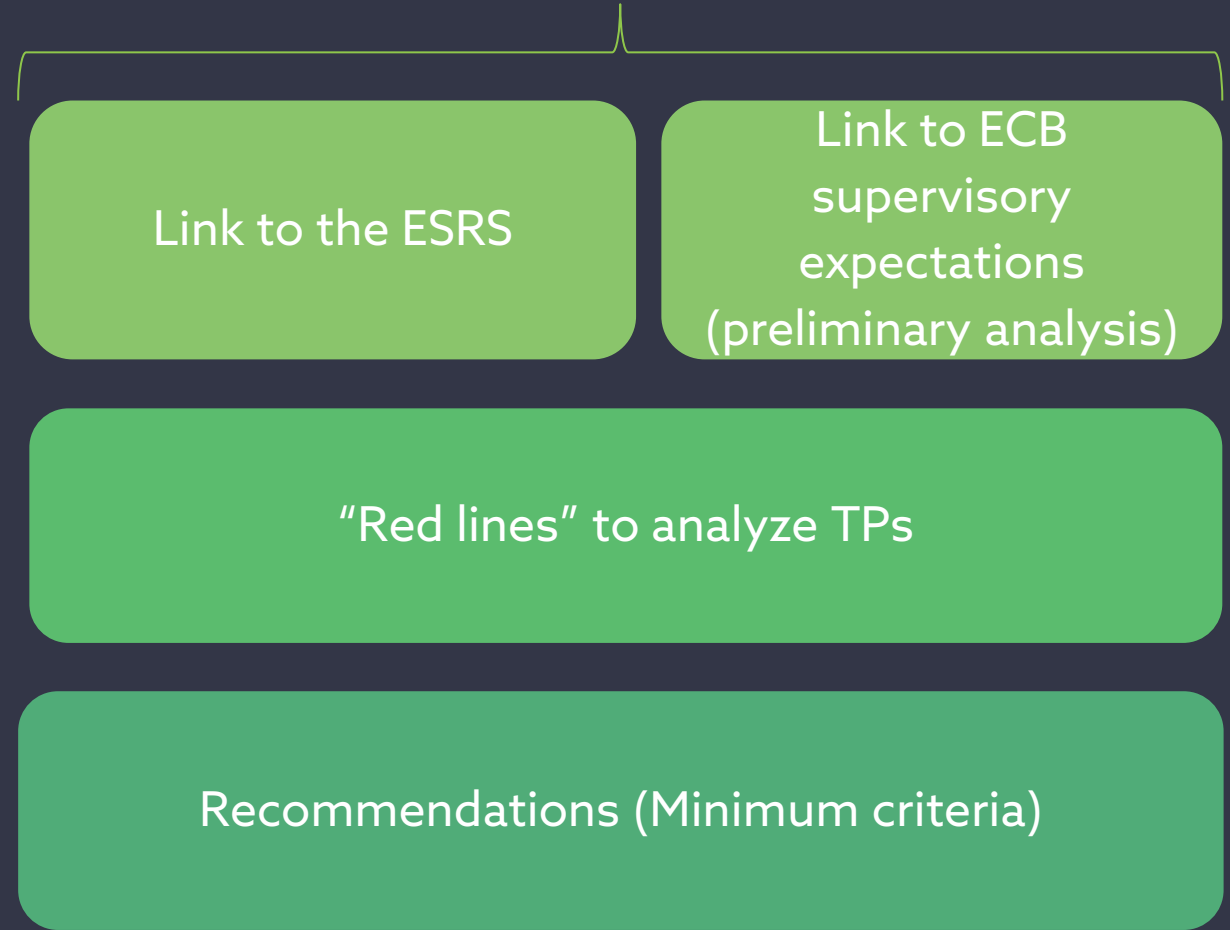 Link to the ESRS
Link to ECB
supervisory
expectations
(preliminary analysis)
“Red lines” to analyze TPs
Recommendations (Minimum criteria)